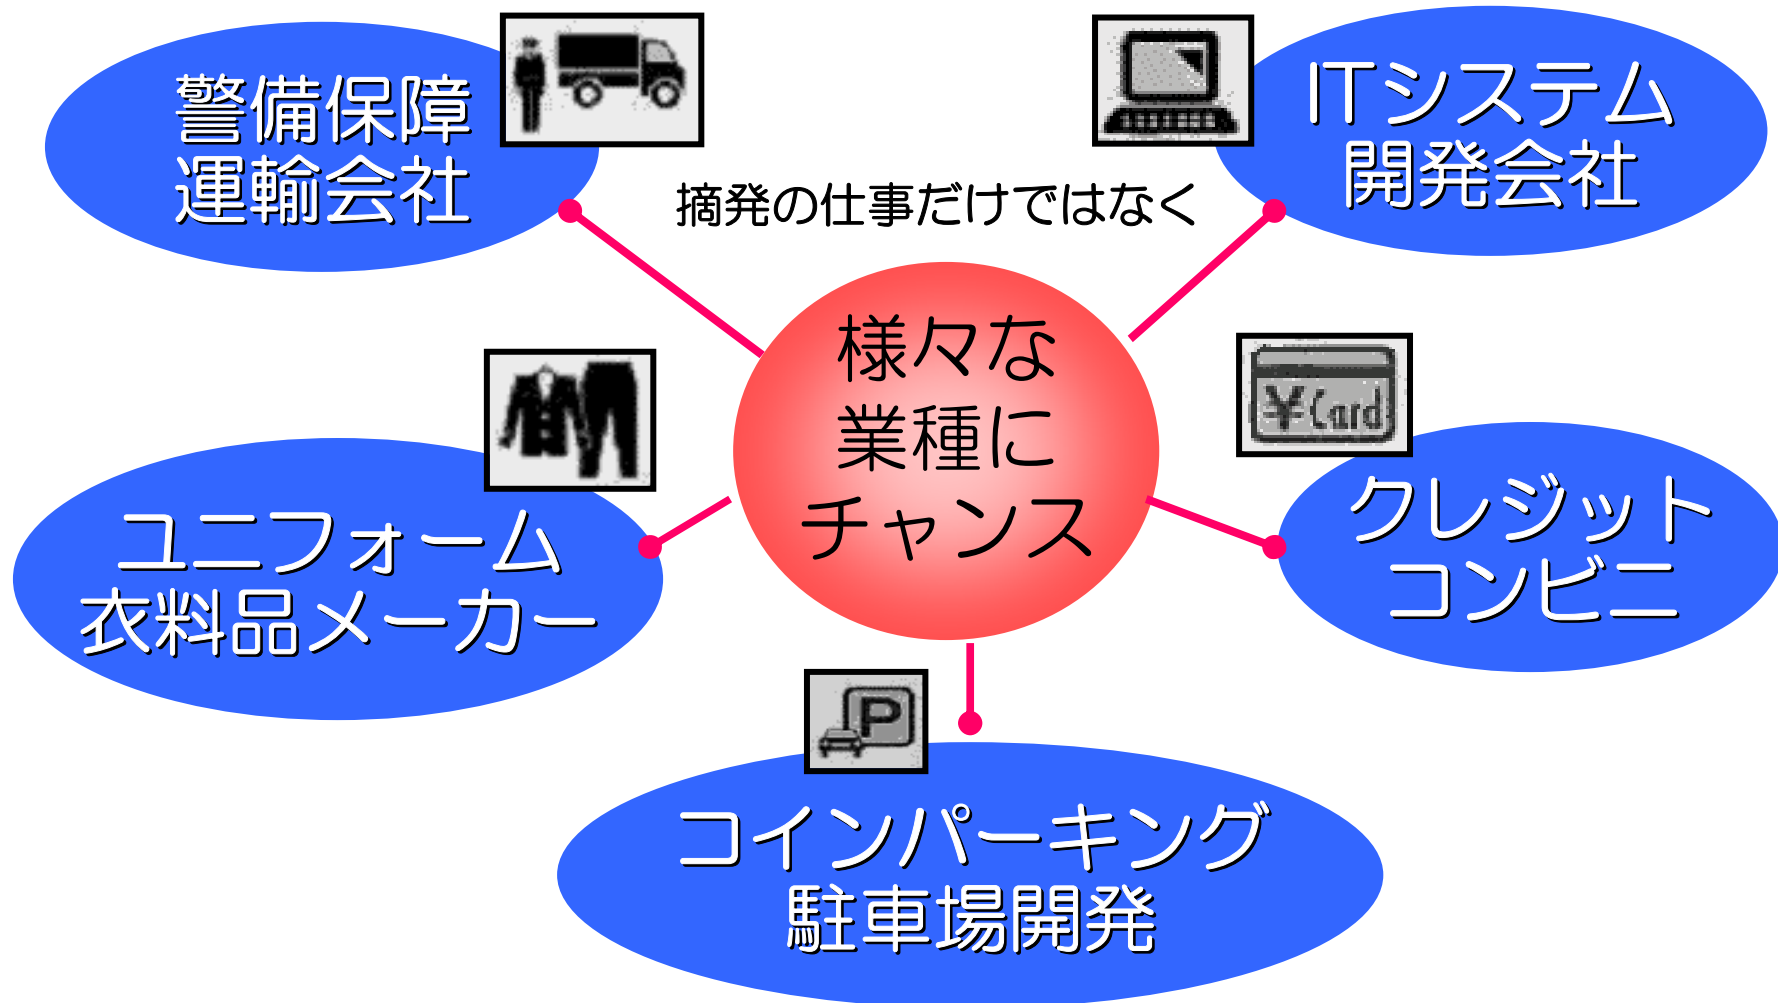 警備保障
運輸会社
ITシステム
開発会社
摘発の仕事だけではなく
様々な
業種に
チャンス
¥Card
ユニフォーム
衣料品メーカー
クレジット
コンビニ
P
コインパーキング
駐車場開発